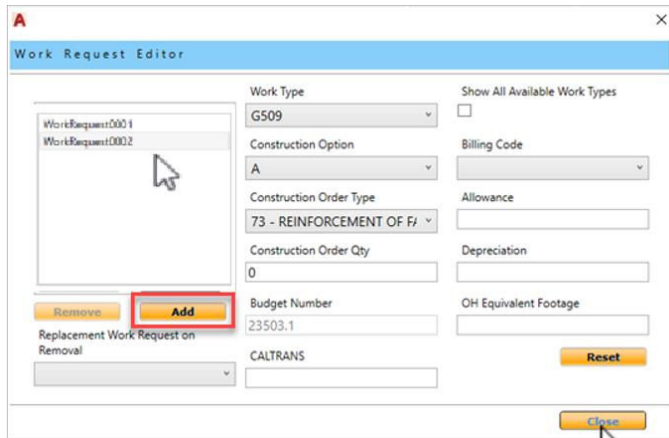 A
Work Request Editor
WorkRequest0001
WorkRequest0002
Remove
Add
Replacement Work Request on
Removal
Work Type
G509
Construction Option
A
Construction Order Type
73 - REINFORCEMENT OF FA
Construction Order Qty
0
Budget Number
23503.1
CALTRANS
Show All Available Work Types
Billing Code
Allowance
Depreciation
OH Equivalent Footage
Reset
Close